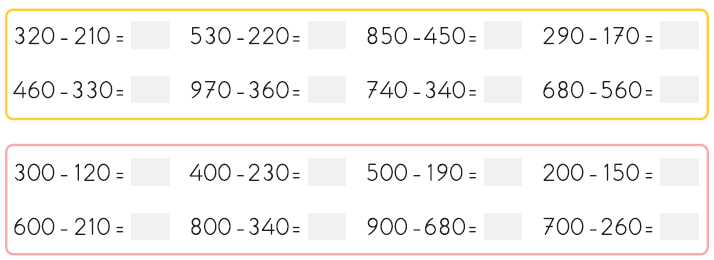 320 - 210 = 530 - 220 = 850 - 450 = 290 - 170 =
460 - 330 = 970 - 360 = 740 - 340 = 680 - 560 =
300 - 120 = 400 - 230 = 500 - 190 = 200 - 150 =
600 - 210 = 800 - 340 = 900 - 680 = 700 - 260 =